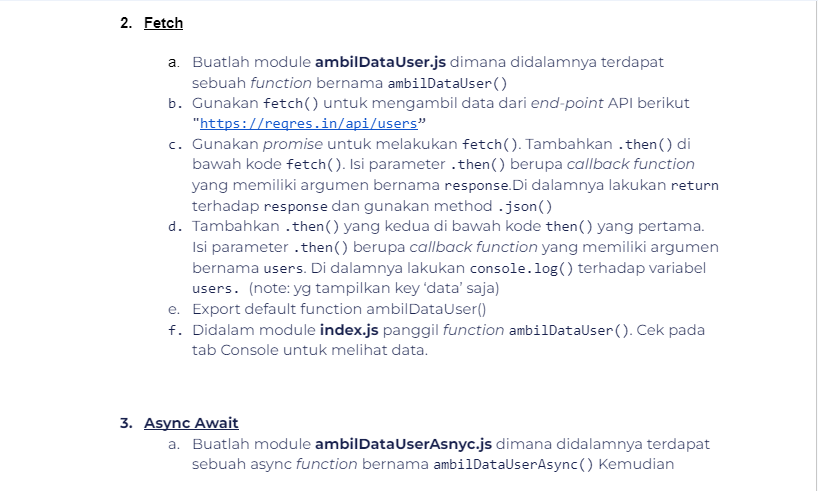 2. Fetch
a. Buatlah module ambilDataUser.js dimana didalamnya terdapat
sebuah function bernama ambilDataUser()
b. Gunakan fetch() untuk mengambil data dari end-point API berikut
"https://reqres.in/api/users”
c. Gunakan promise untuk melakukan fetch(). Tambahkan .then() di
bawah kode fetch(). Isi parameter .then() berupa callback function
yang memiliki argumen bernama response.Di dalamnya lakukan return
terhadap response dan gunakan method .json()
d. Tambahkan .then() yang kedua di bawah kode then() yang pertama.
Isi parameter .then() berupa callback function yang memiliki argumen
bernama users. Di dalamnya lakukan console.log() terhadap variabel
users. (note: yg tampilkan key ‘data’ saja)
e. Export default function ambilDataUser()
f. Didalam module index.js panggil function ambilDataUser(). Cek pada
tab Console untuk melihat data.
3. Async Await
a. Buatlah module ambilDataUserAsnyc.js dimana didalamnya terdapat
sebuah async function bernama ambilDataUserAsync() Kemudian